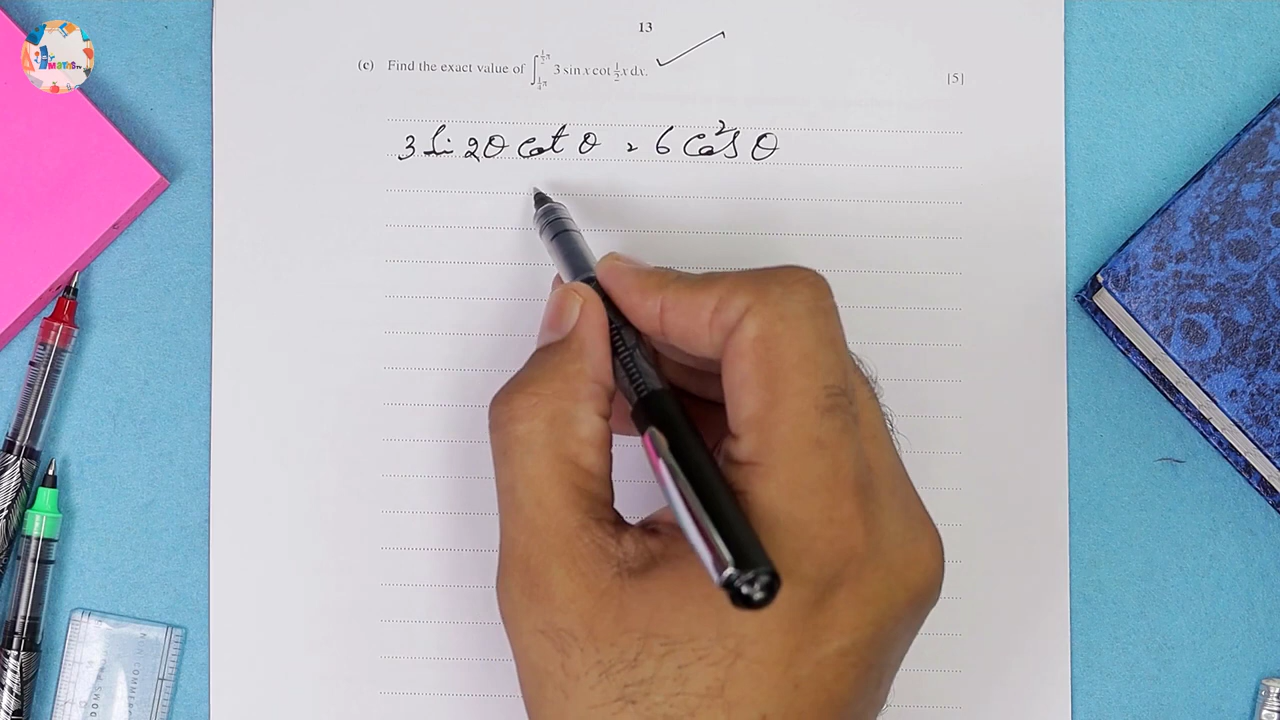 13
(c) Find the exact value of ∫_{¼π}^{½π} 3 sin x cot ½x dx.
[5]
3 Sin 2θ cot θ = 6 Cos²θ
MATHS